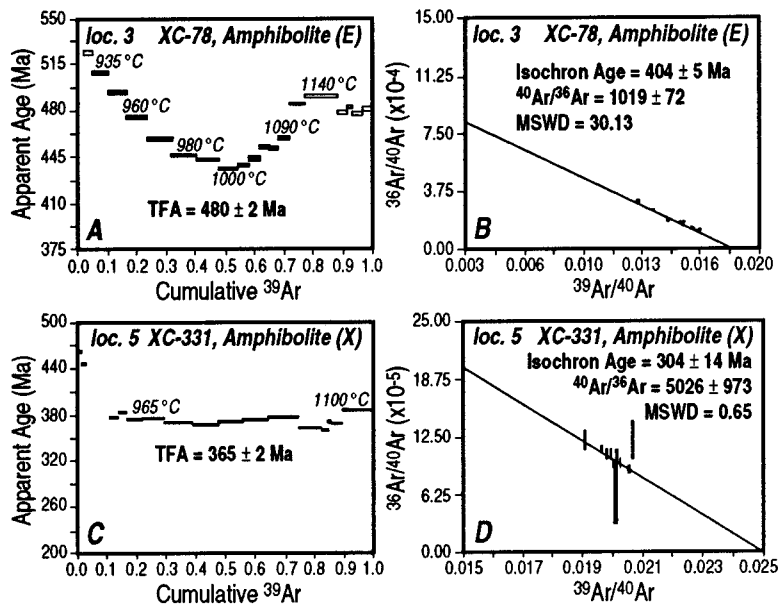 loc. 3 XC-78, Amphibolite (E)
Apparent Age (Ma)
550
515
480
445
410
375
935°C
960°C
980°C
1000°C
1090°C
1140°C
TFA = 480 ± 2 Ma
A
0.0 0.1 0.2 0.3 0.4 0.5 0.6 0.7 0.8 0.9 1.0
Cumulative ³⁹Ar
loc. 3 XC-78, Amphibolite (E)
³⁶Ar/⁴⁰Ar (x10⁻⁴)
15.00
11.25
7.50
3.75
0.00
Isochron Age = 404 ± 5 Ma
⁴⁰Ar/³⁶Ar = 1019 ± 72
MSWD = 30.13
B
0.003 0.006 0.010 0.013 0.016 0.020
³⁹Ar/⁴⁰Ar
loc. 5 XC-331, Amphibolite (X)
Apparent Age (Ma)
500
440
380
320
260
200
965°C
1100°C
TFA = 365 ± 2 Ma
C
0.0 0.1 0.2 0.3 0.4 0.5 0.6 0.7 0.8 0.9 1.0
Cumulative ³⁹Ar
loc. 5 XC-331, Amphibolite (X)
³⁶Ar/⁴⁰Ar (x10⁻⁵)
25.00
18.75
12.50
6.25
0.00
Isochron Age = 304 ± 14 Ma
⁴⁰Ar/³⁶Ar = 5026 ± 973
MSWD = 0.65
D
0.015 0.017 0.019 0.021 0.023 0.025
³⁹Ar/⁴⁰Ar